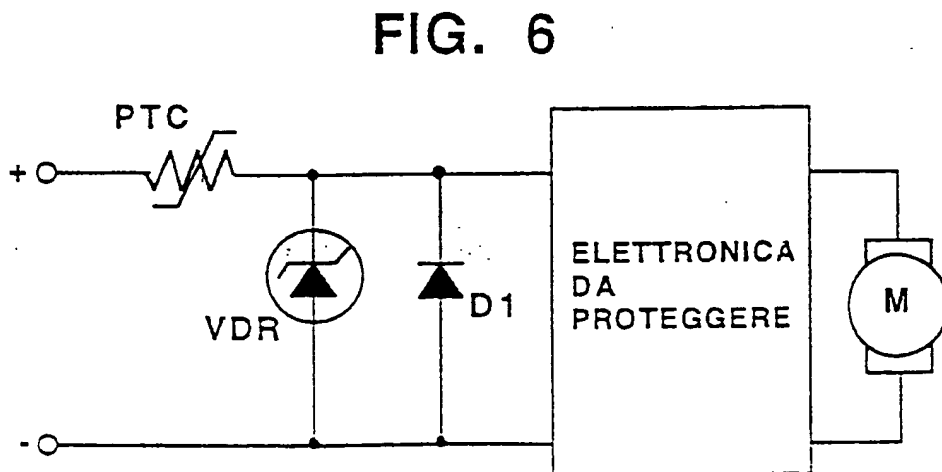 FIG. 6
PTC
+
VDR
D1
ELETTRONICA
DA
PROTEGGERE
M
-